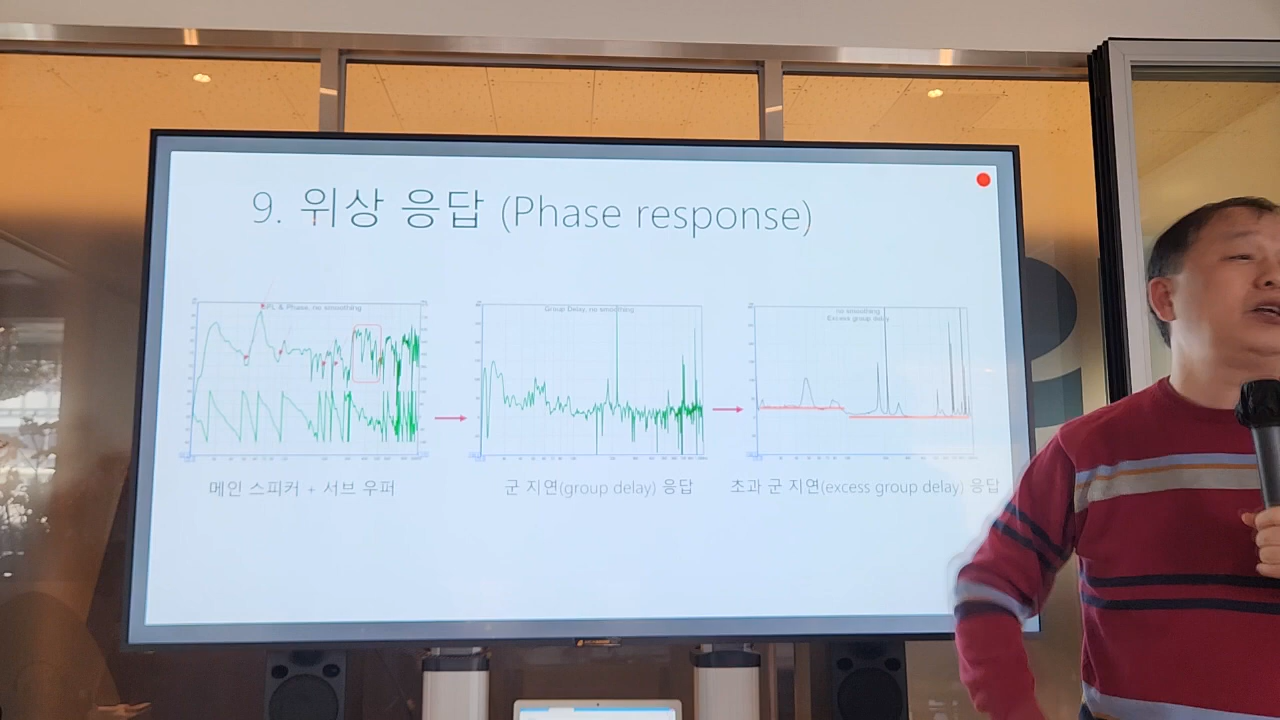 9. 위상 응답 (Phase response)
SPL & Phase, no smoothing
Group Delay, no smoothing
no smoothing
Excess group delay
메인 스피커 + 서브 우퍼
군 지연(group delay) 응답
초과 군 지연(excess group delay) 응답